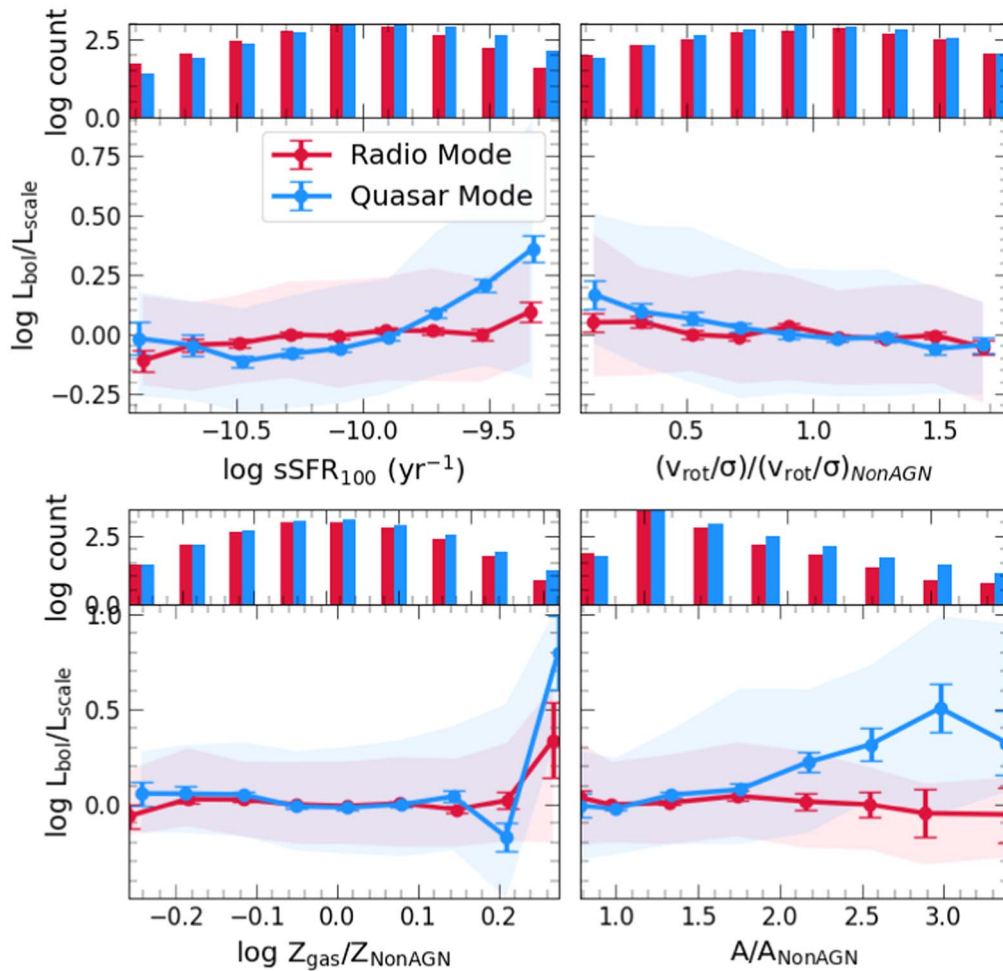 log count
2.5
0.0
log L_bol/L_scale
0.75
0.50
0.25
0.00
−0.25
Radio Mode
Quasar Mode
−10.5 −10.0 −9.5
log sSFR₁₀₀ (yr⁻¹)
0.5 1.0 1.5
(v_rot/σ)/(v_rot/σ)_NonAGN
log count
2.5
0.0
log L_bol/L_scale
1.0
0.5
0.0
−0.2 −0.1 0.0 0.1 0.2
log Z_gas/Z_NonAGN
1.0 1.5 2.0 2.5 3.0
A/A_NonAGN